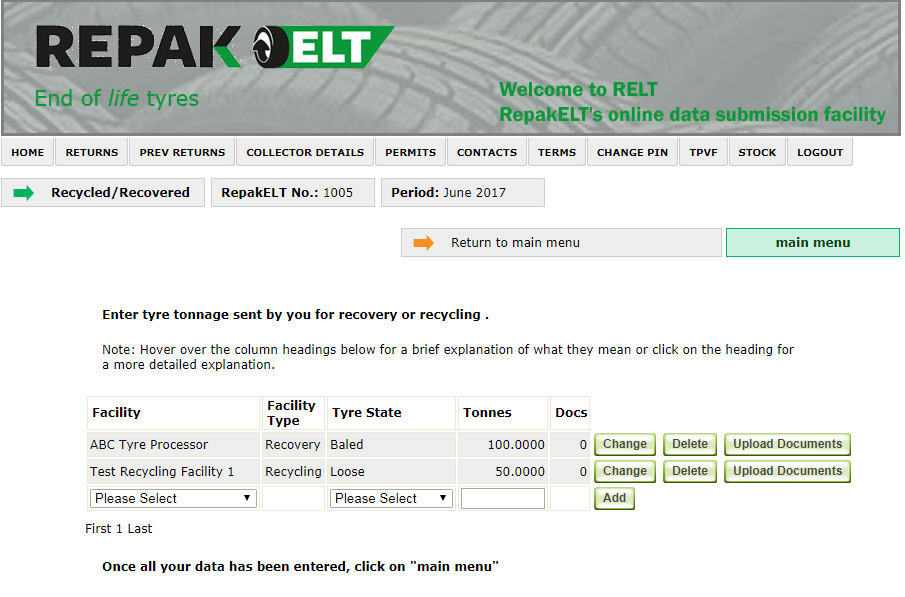 REPAK ELT
End of life tyres
Welcome to RELT
RepakELT's online data submission facility
HOME RETURNS PREV RETURNS COLLECTOR DETAILS PERMITS CONTACTS TERMS CHANGE PIN TPVF STOCK LOGOUT
Recycled/Recovered RepakELT No.: 1005 Period: June 2017
Return to main menu main menu
Enter tyre tonnage sent by you for recovery or recycling .
Note: Hover over the column headings below for a brief explanation of what they mean or click on the heading for
a more detailed explanation.
Facility Facility Type Tyre State Tonnes Docs
ABC Tyre Processor Recovery Baled 100.0000 0 Change Delete Upload Documents
Test Recycling Facility 1 Recycling Loose 50.0000 0 Change Delete Upload Documents
Please Select Please Select Add
First 1 Last
Once all your data has been entered, click on "main menu"